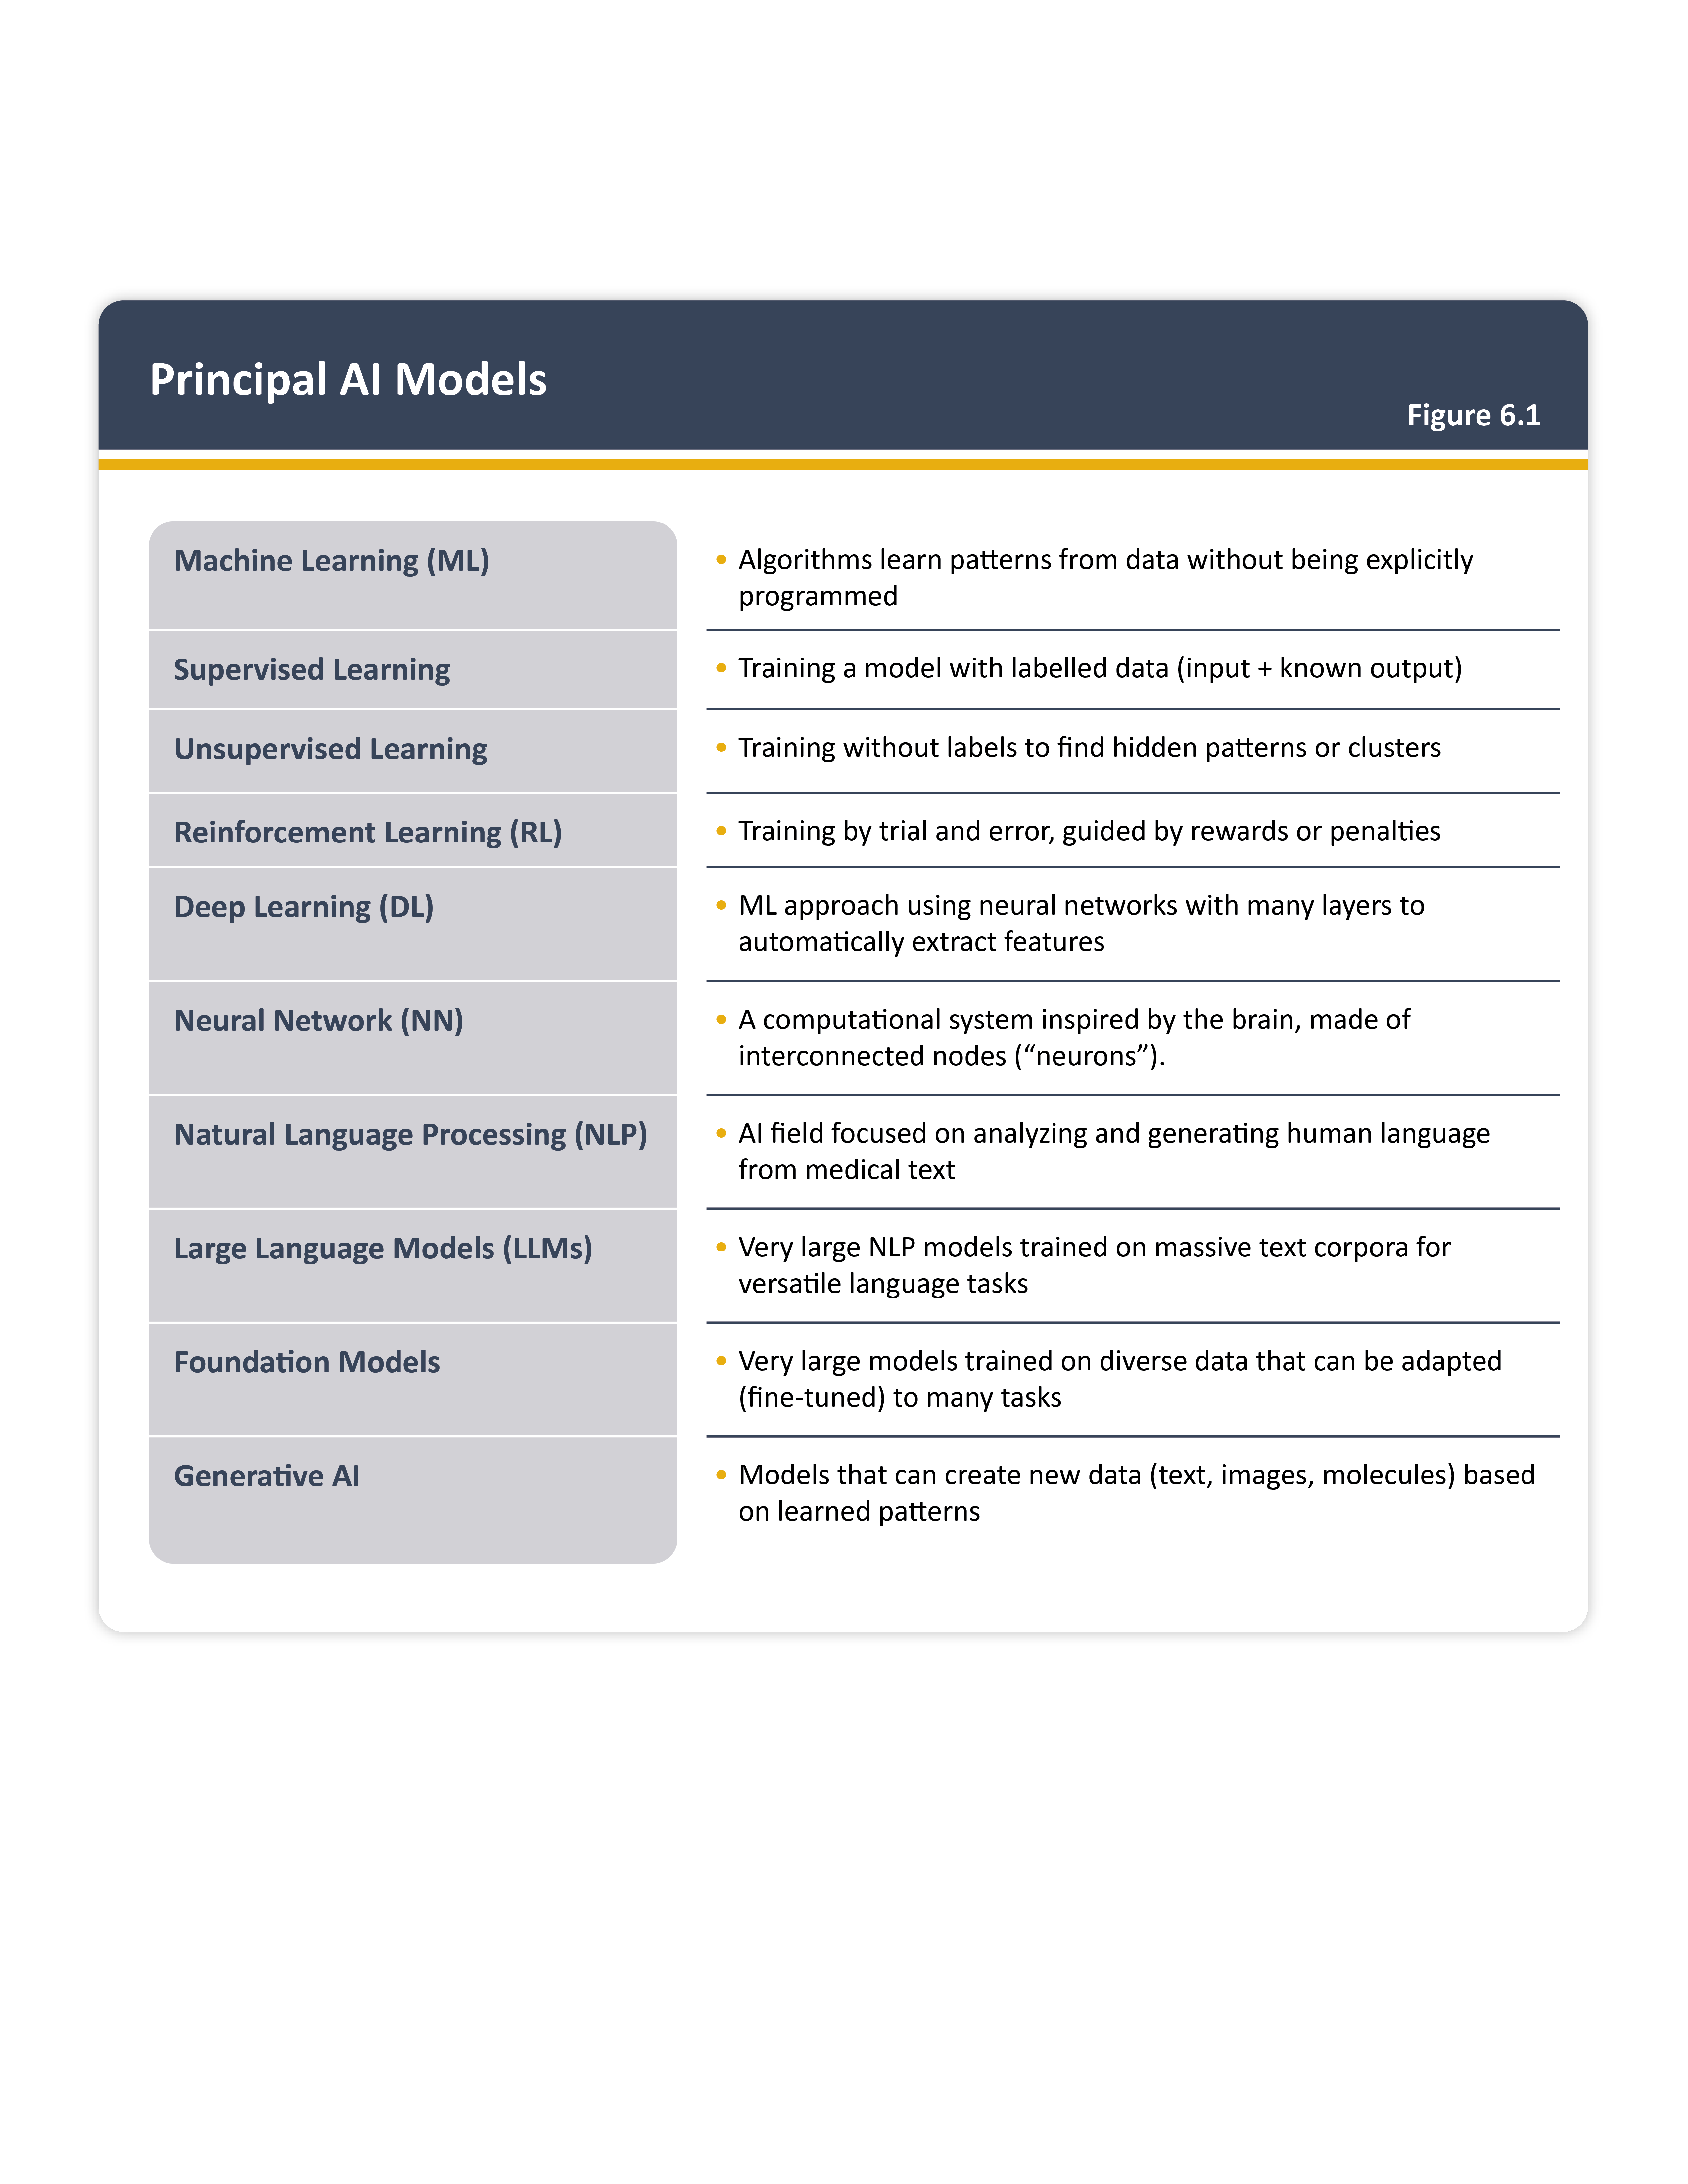 Principal AI Models
Figure 6.1
Machine Learning (ML)
• Algorithms learn patterns from data without being explicitly
programmed
Supervised Learning
• Training a model with labelled data (input + known output)
Unsupervised Learning
• Training without labels to find hidden patterns or clusters
Reinforcement Learning (RL)
• Training by trial and error, guided by rewards or penalties
Deep Learning (DL)
• ML approach using neural networks with many layers to
automatically extract features
Neural Network (NN)
• A computational system inspired by the brain, made of
interconnected nodes (“neurons”).
Natural Language Processing (NLP)
• AI field focused on analyzing and generating human language
from medical text
Large Language Models (LLMs)
• Very large NLP models trained on massive text corpora for
versatile language tasks
Foundation Models
• Very large models trained on diverse data that can be adapted
(fine-tuned) to many tasks
Generative AI
• Models that can create new data (text, images, molecules) based
on learned patterns